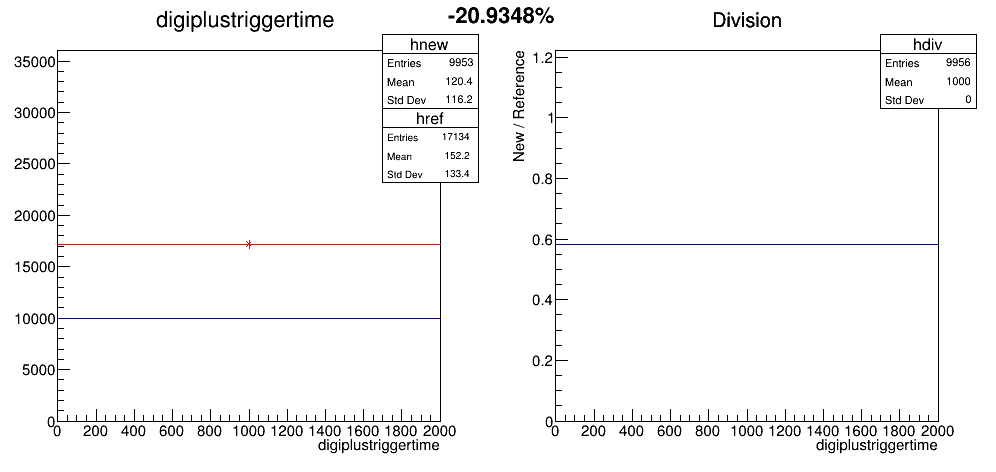 digiplustriggertime
-20.9348%
Division
hnew
Entries 9953
Mean 120.4
Std Dev 116.2
href
Entries 17134
Mean 152.2
Std Dev 133.4
35000
30000
25000
20000
15000
10000
5000
0
0 200 400 600 800 1000 1200 1400 1600 1800 2000
digiplustriggertime
hdiv
Entries 9956
Mean 1000
Std Dev 0
New / Reference
1.2
1
0.8
0.6
0.4
0.2
0
0 200 400 600 800 1000 1200 1400 1600 1800 2000
digiplustriggertime